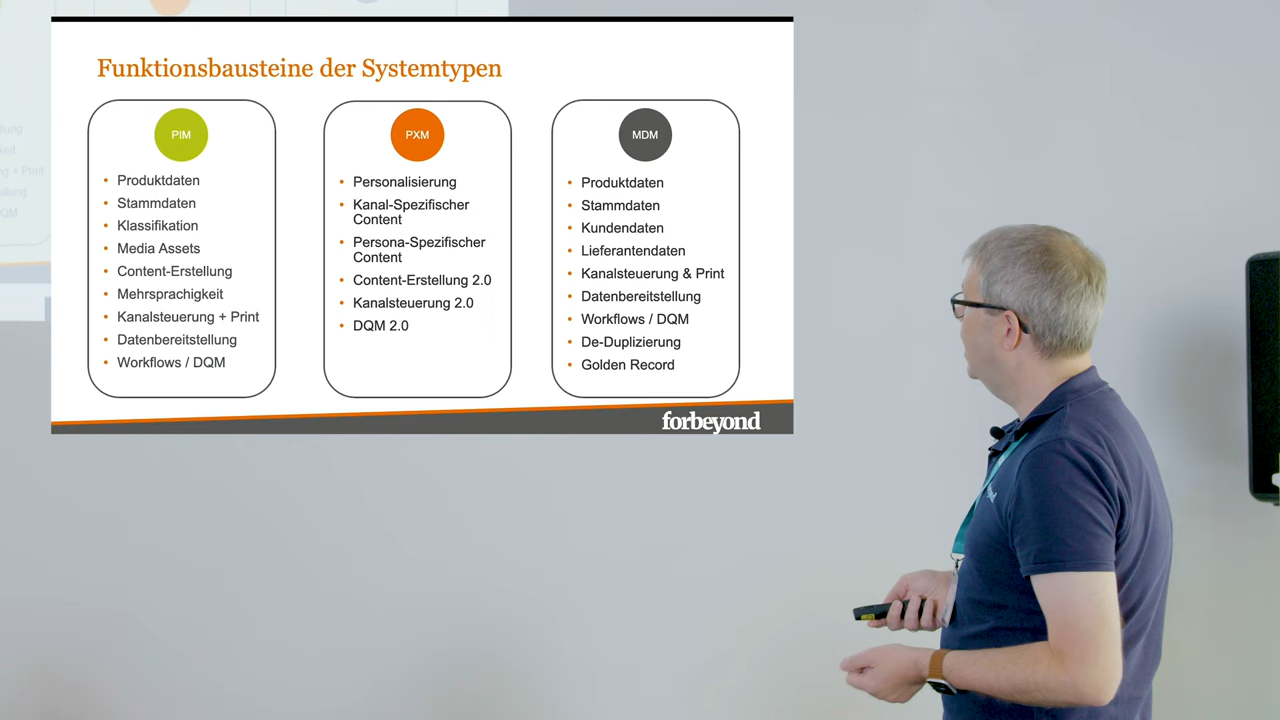 Funktionsbausteine der Systemtypen
PIM
Produktdaten
Stammdaten
Klassifikation
Media Assets
Content-Erstellung
Mehrsprachigkeit
Kanalsteuerung + Print
Datenbereitstellung
Workflows / DQM
PXM
Personalisierung
Kanal-Spezifischer
Content
Persona-Spezifischer
Content
Content-Erstellung 2.0
Kanalsteuerung 2.0
DQM 2.0
MDM
Produktdaten
Stammdaten
Kundendaten
Lieferantendaten
Kanalsteuerung & Print
Datenbereitstellung
Workflows / DQM
De-Duplizierung
Golden Record
forbeyond